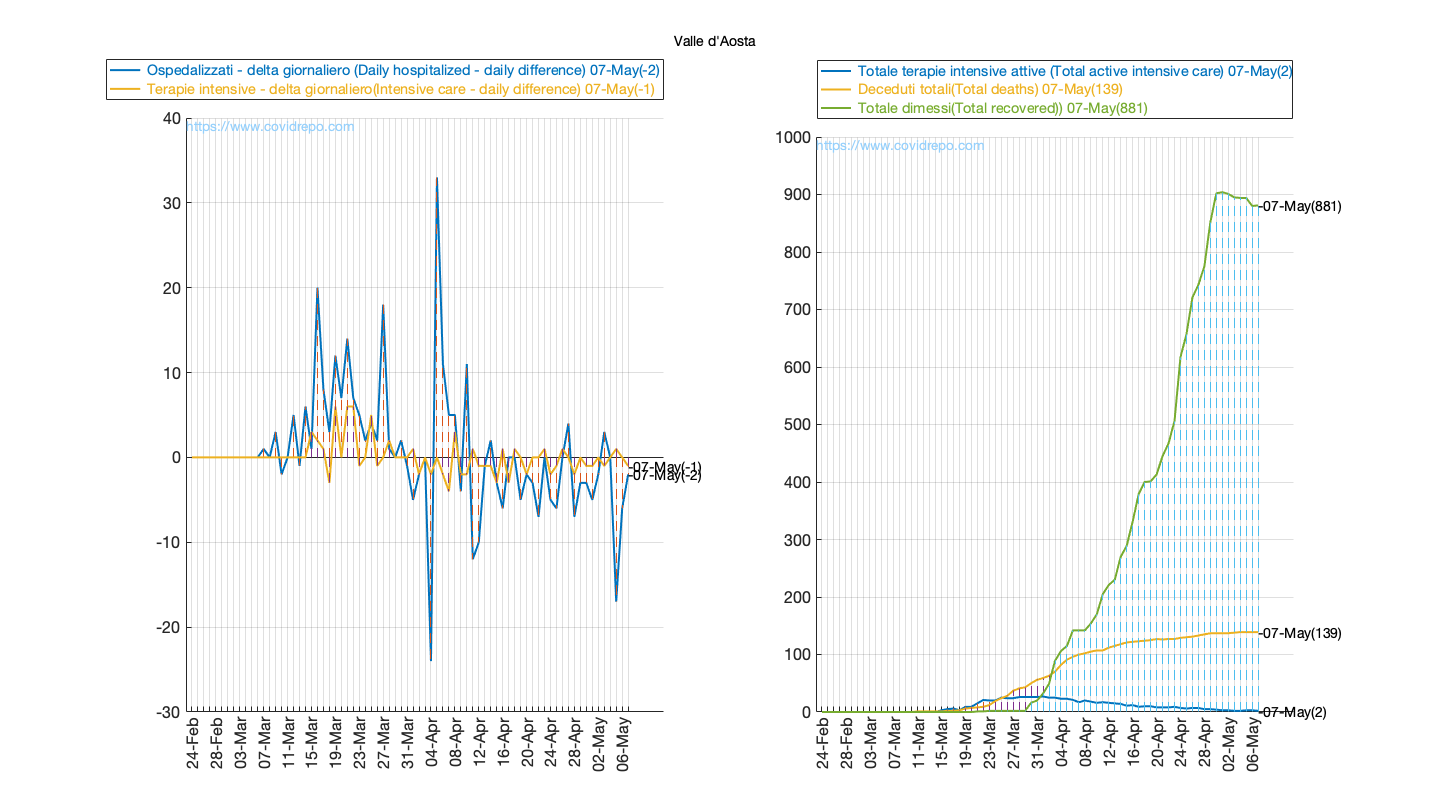 Valle d'Aosta
Ospedalizzati - delta giornaliero (Daily hospitalized - daily difference) 07-May(-2)
Terapie intensive - delta giornaliero(Intensive care - daily difference) 07-May(-1)
https://www.covidrepo.com
40
30
20
10
0
-10
-20
-30
-07-May(-1)
-07-May(-2)
24-Feb
28-Feb
03-Mar
07-Mar
11-Mar
15-Mar
19-Mar
23-Mar
27-Mar
31-Mar
04-Apr
08-Apr
12-Apr
16-Apr
20-Apr
24-Apr
28-Apr
02-May
06-May
Totale terapie intensive attive (Total active intensive care) 07-May(2)
Deceduti totali(Total deaths) 07-May(139)
Totale dimessi(Total recovered)) 07-May(881)
https://www.covidrepo.com
1000
900
800
700
600
500
400
300
200
100
0
-07-May(881)
-07-May(139)
-07-May(2)
24-Feb
28-Feb
03-Mar
07-Mar
11-Mar
15-Mar
19-Mar
23-Mar
27-Mar
31-Mar
04-Apr
08-Apr
12-Apr
16-Apr
20-Apr
24-Apr
28-Apr
02-May
06-May